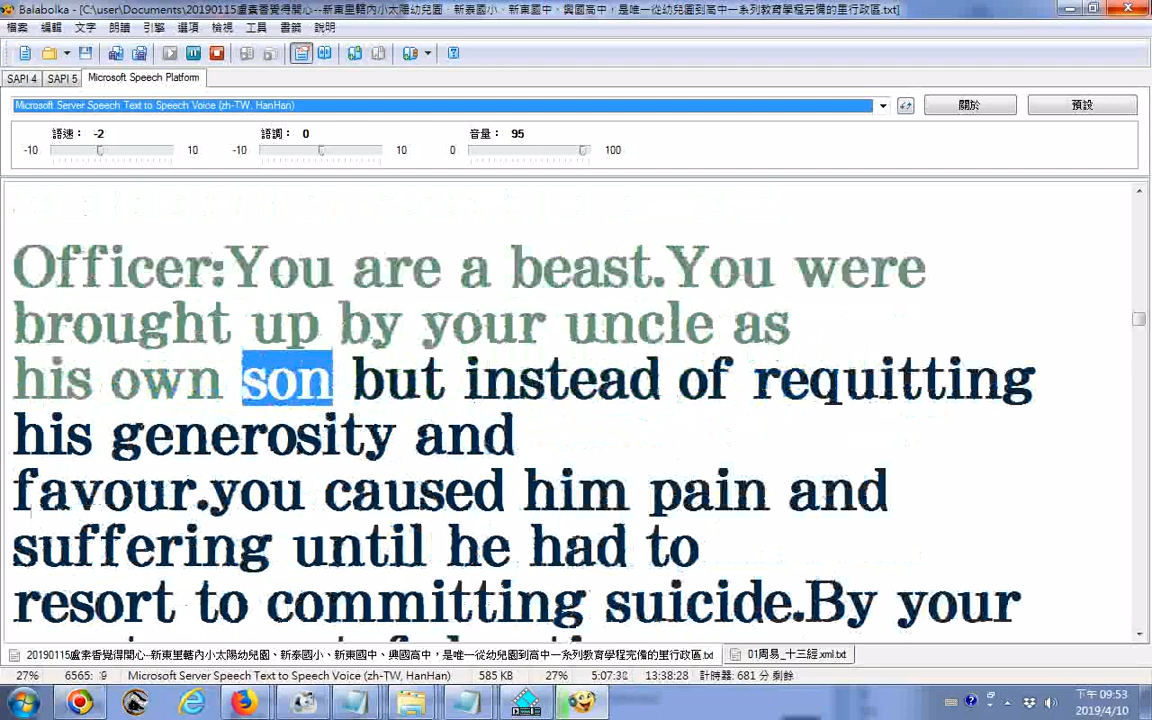 Balabolka - [C:\user\Documents\20190115盧素香覺得開心--新東里轄內小太陽幼兒園、新泰國小、新東國中、興國高中，是唯一從幼兒園到高中一系列教育學程完備的里行政區.txt]
檔案 編輯 文字 朗讀 引擎 選項 檢視 工具 書籤 說明
SAPI 4 SAPI 5 Microsoft Speech Platform
Microsoft Server Speech Text to Speech Voice (zh-TW, HanHan) 關於 預設
語速： -2 語調： 0 音量： 95
-10 10 -10 10 0 100
Officer:You are a beast.You were
brought up by your uncle as
his own son but instead of requitting
his generosity and
favour.you caused him pain and
suffering until he had to
resort to committing suicide.By your
20190115盧素香覺得開心--新東里轄內小太陽幼兒園、新泰國小、新東國中、興國高中，是唯一從幼兒園到高中一系列教育學程完備的里行政區.txt 01周易_十三經.xml.txt
27% Microsoft Server Speech Text to Speech Voice (zh-TW, HanHan) 585 KB 27% 13:38:28 計時器: 681 分 剩餘
下午 09:53
2019/4/10